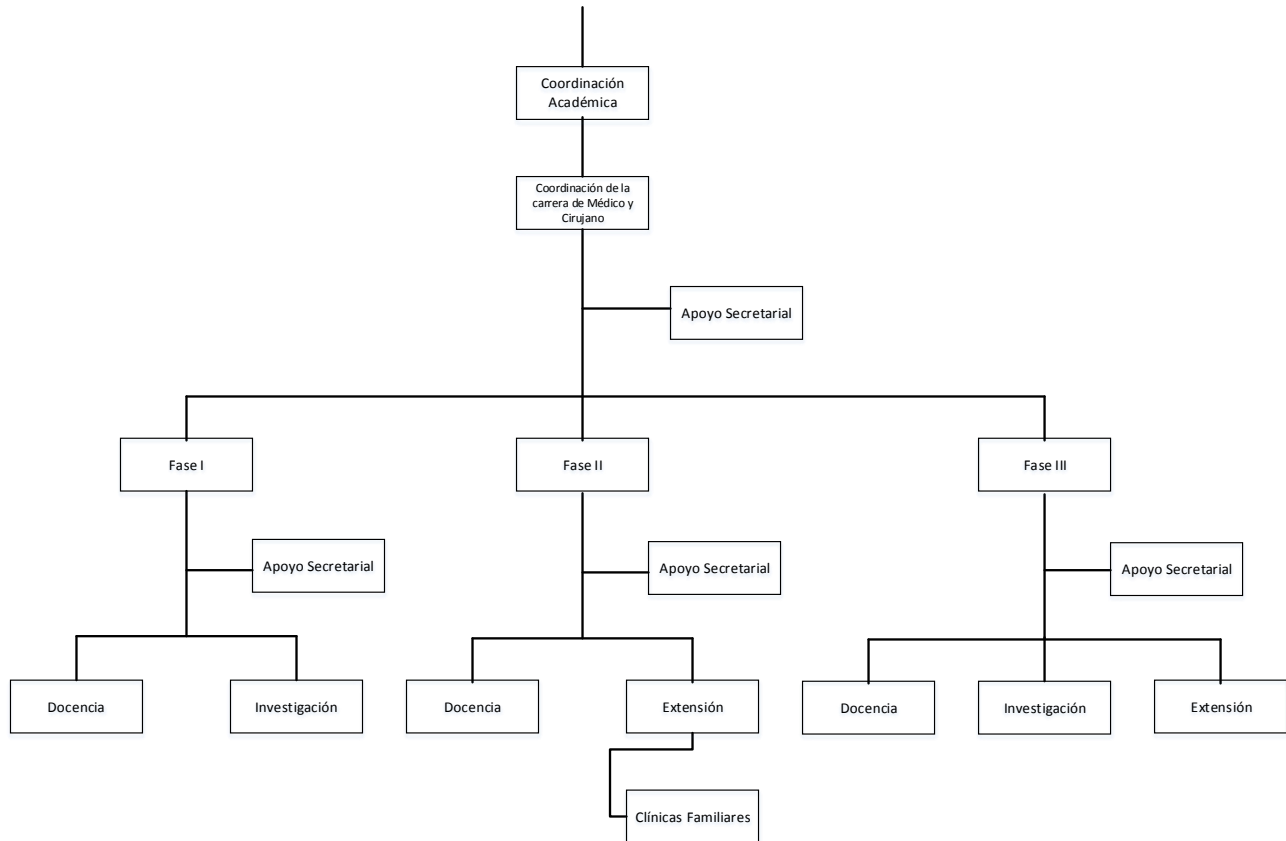 Coordinación
Académica
Coordinación de la
carrera de Médico y
Cirujano
Apoyo Secretarial
Fase I
Fase II
Fase III
Apoyo Secretarial
Apoyo Secretarial
Apoyo Secretarial
Docencia
Investigación
Docencia
Extensión
Docencia
Investigación
Extensión
Clínicas Familiares